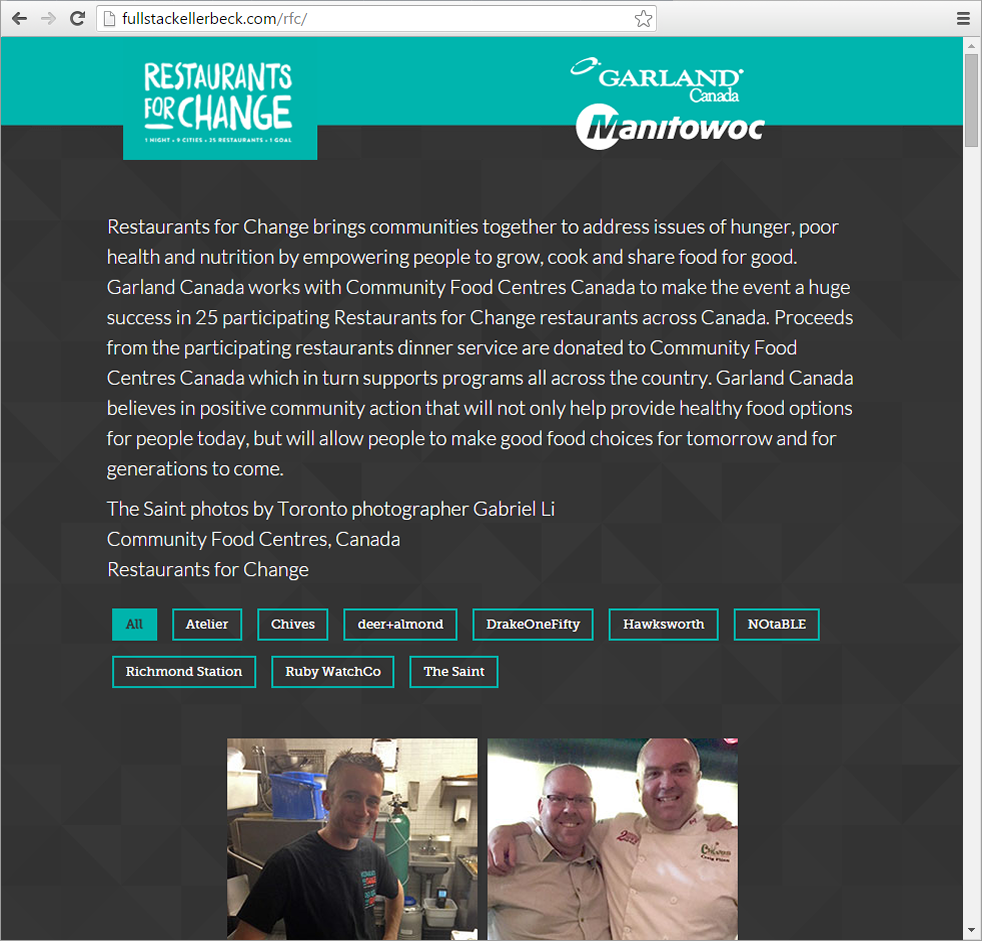 fullstackellerbeck.com/rfc/
RESTAURANTS
FOR CHANGE
1 NIGHT • 9 CITIES • 25 RESTAURANTS • 1 GOAL
GARLAND
Canada
Manitowoc
Restaurants for Change brings communities together to address issues of hunger, poor
health and nutrition by empowering people to grow, cook and share food for good.
Garland Canada works with Community Food Centres Canada to make the event a huge
success in 25 participating Restaurants for Change restaurants across Canada. Proceeds
from the participating restaurants dinner service are donated to Community Food
Centres Canada which in turn supports programs all across the country. Garland Canada
believes in positive community action that will not only help provide healthy food options
for people today, but will allow people to make good food choices for tomorrow and for
generations to come.
The Saint photos by Toronto photographer Gabriel Li
Community Food Centres, Canada
Restaurants for Change
All Atelier Chives deer+almond DrakeOneFifty Hawksworth NOtaBLE
Richmond Station Ruby WatchCo The Saint
Craig Flinn